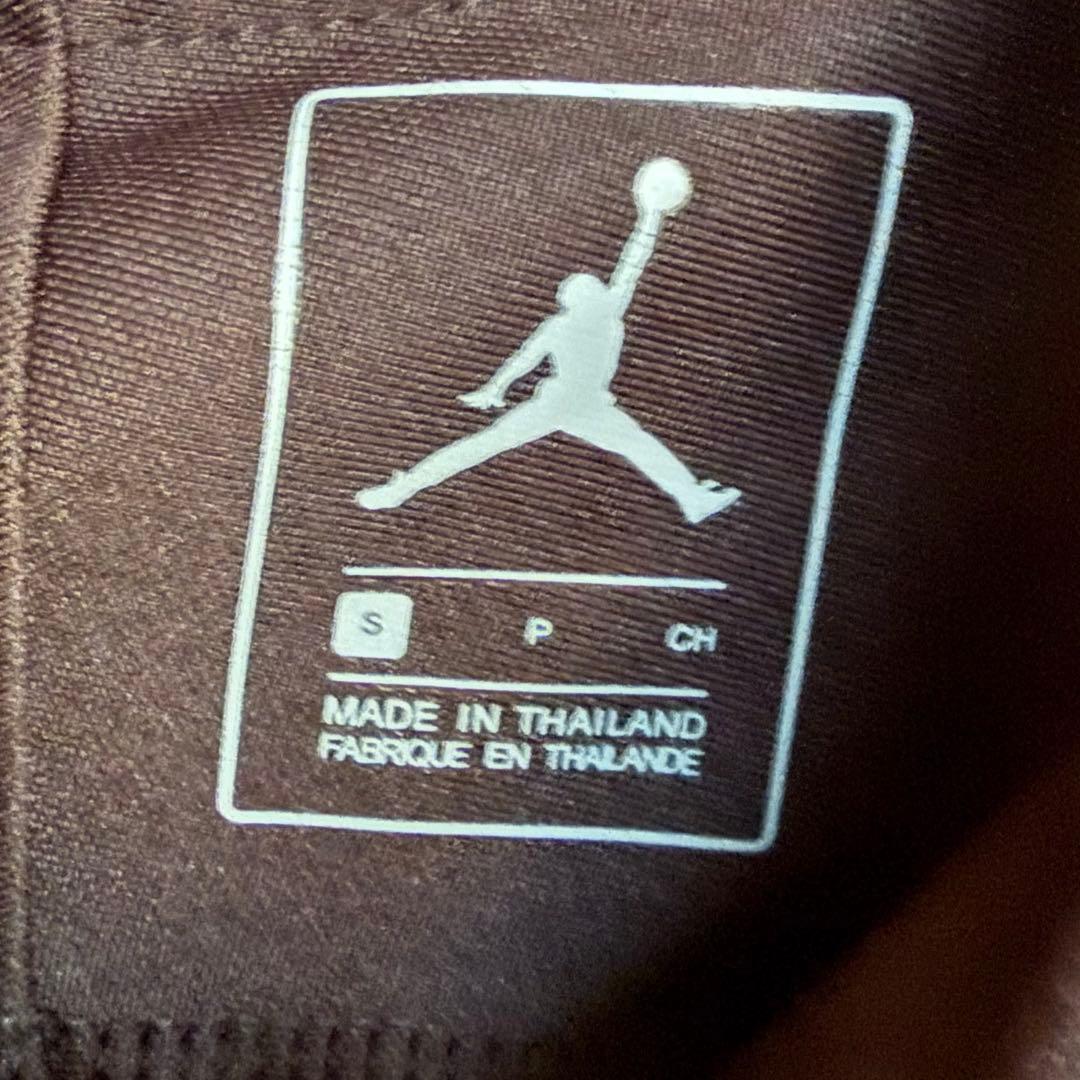 S P CH
MADE IN THAILAND
FABRIQUE EN THAILANDE